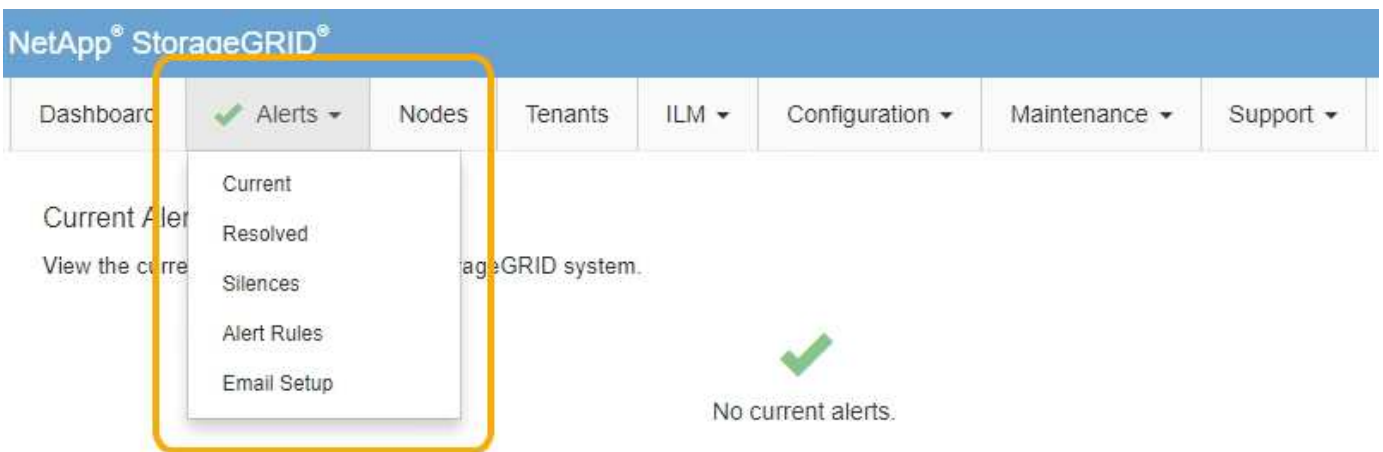 NetApp® StorageGRID®
Dashboard Alerts Nodes Tenants ILM Configuration Maintenance Support
Current
Current Aler
Resolved
View the curre ageGRID system.
Silences
Alert Rules
Email Setup
No current alerts.